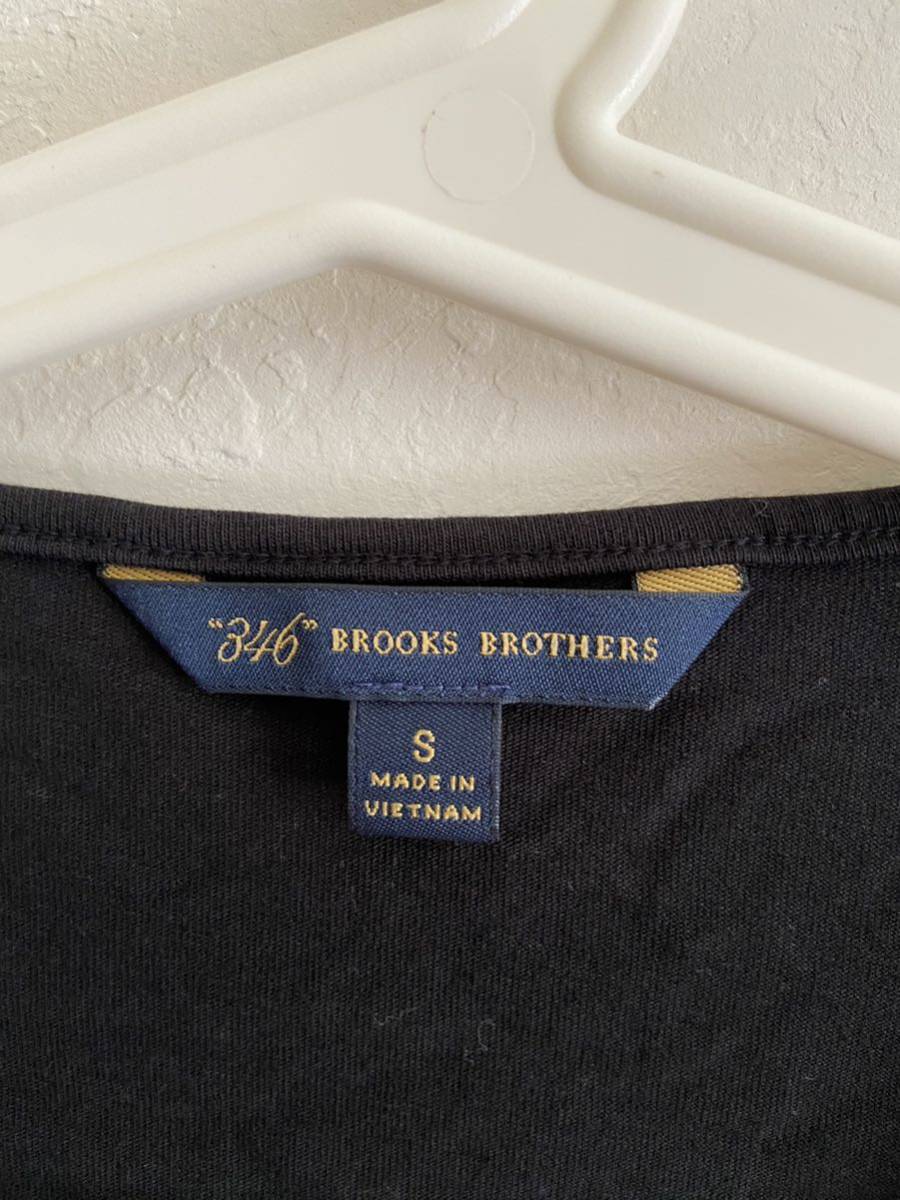 "346" BROOKS BROTHERS
S
MADE IN
VIETNAM